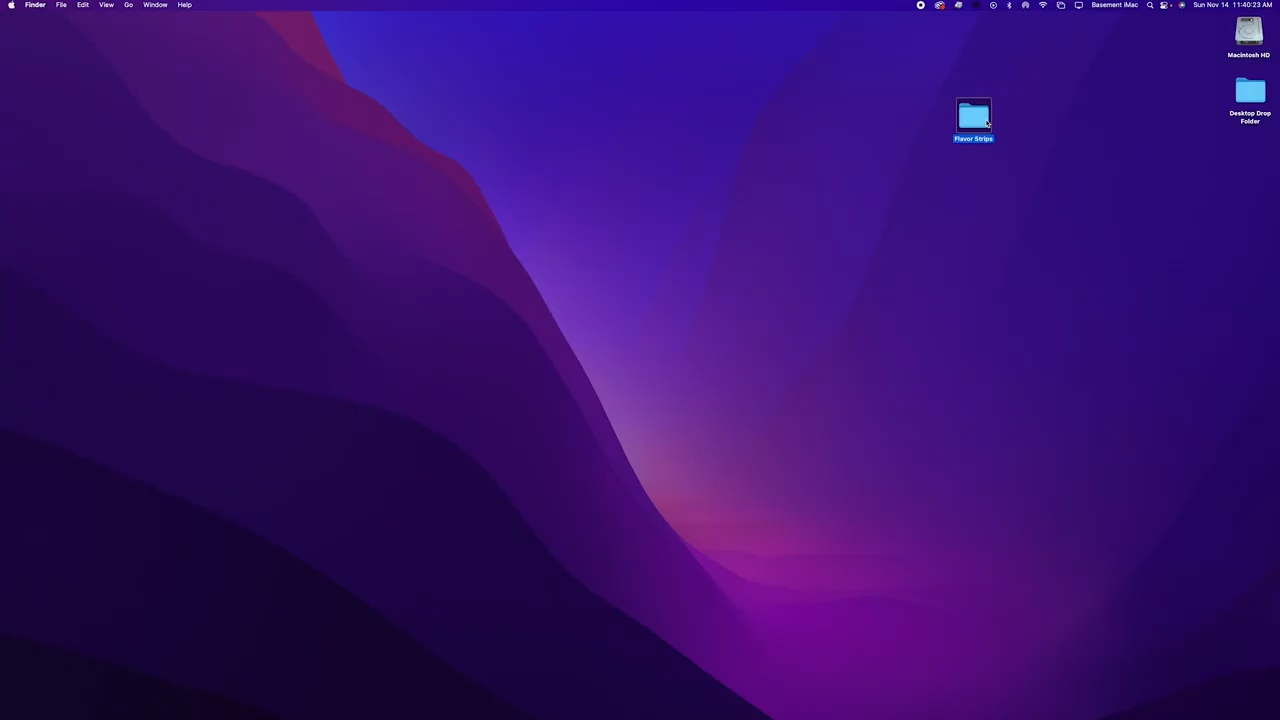 Finder File Edit View Go Window Help Basement iMac Sun Nov 14 11:40:23 AM
Macintosh HD
Desktop Drop
Folder
Flavor Strips